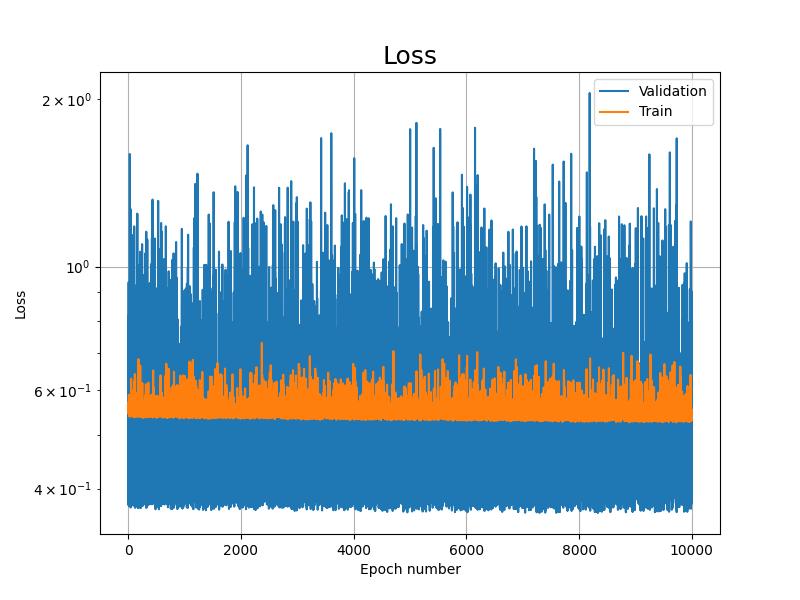 Loss
2 × 10⁰
10⁰
6 × 10⁻¹
4 × 10⁻¹
Loss
Validation
Train
0 2000 4000 6000 8000 10000
Epoch number